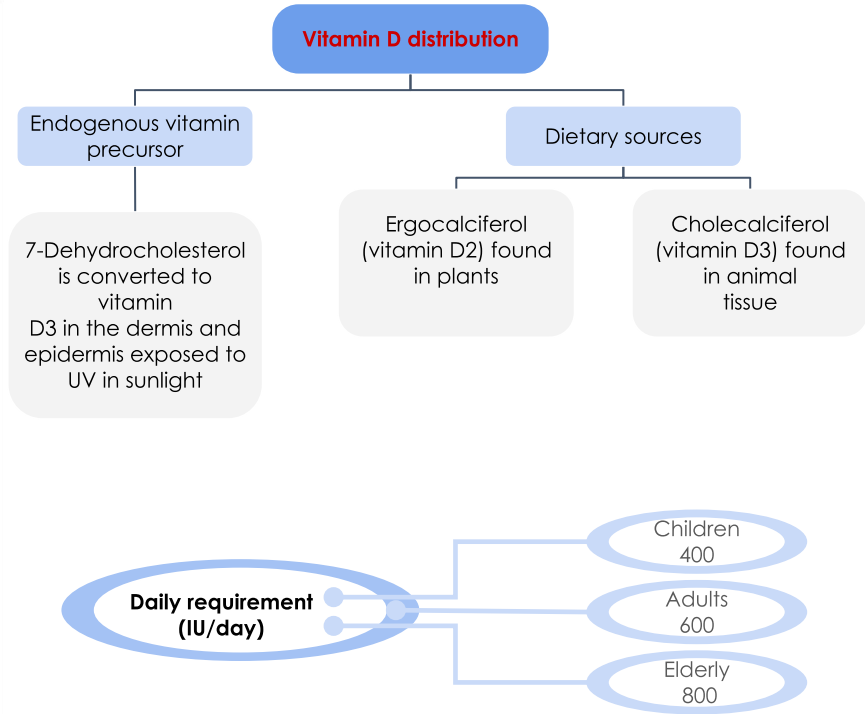 Vitamin D distribution
Endogenous vitamin
precursor
Dietary sources
7-Dehydrocholesterol
is converted to
vitamin
D3 in the dermis and
epidermis exposed to
UV in sunlight
Ergocalciferol
(vitamin D2) found
in plants
Cholecalciferol
(vitamin D3) found
in animal
tissue
Daily requirement
(IU/day)
Children
400
Adults
600
Elderly
800